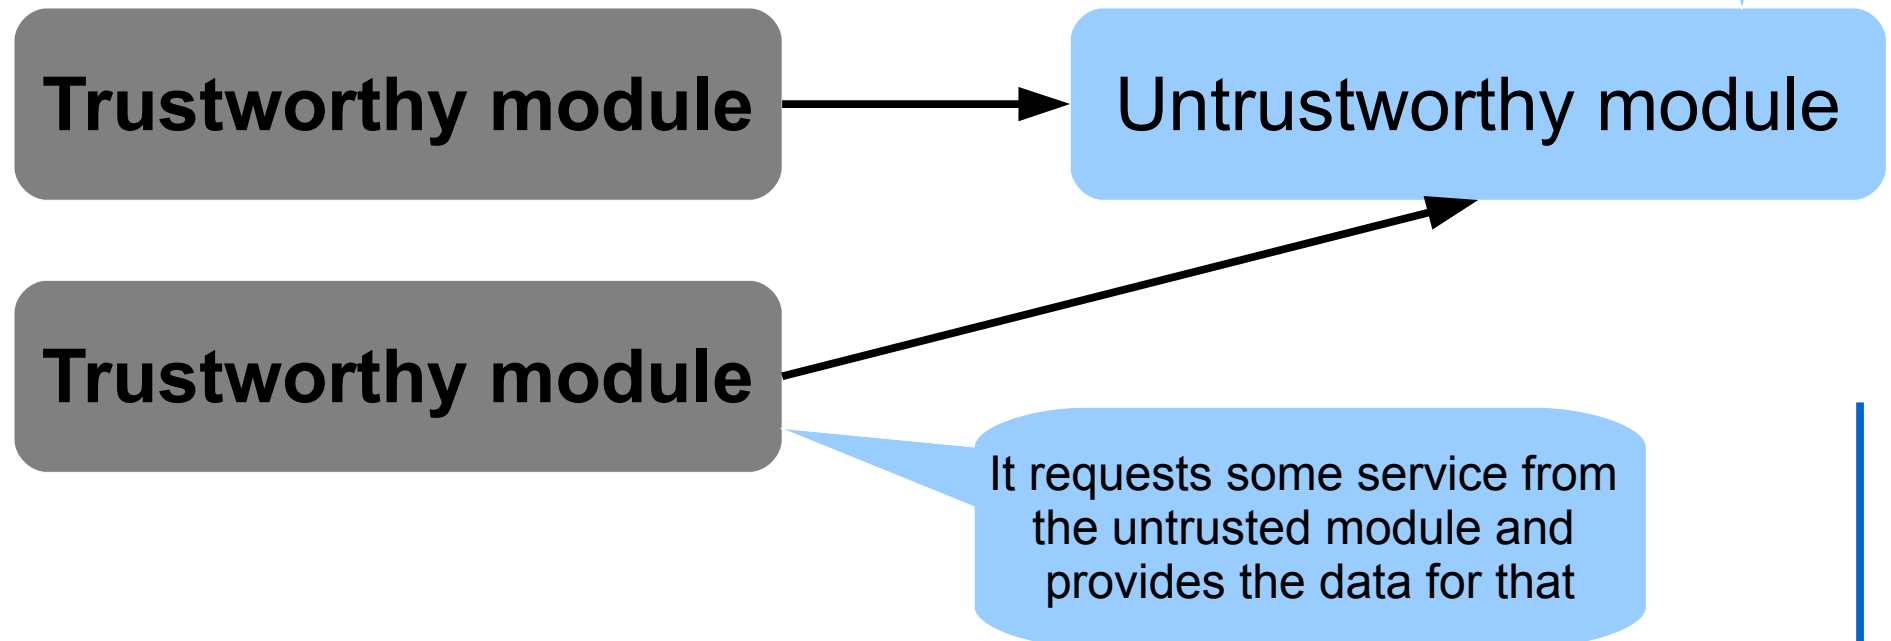 Trustworthy module
Untrustworthy module
Trustworthy module
It requests some service from
the untrusted module and
provides the data for that